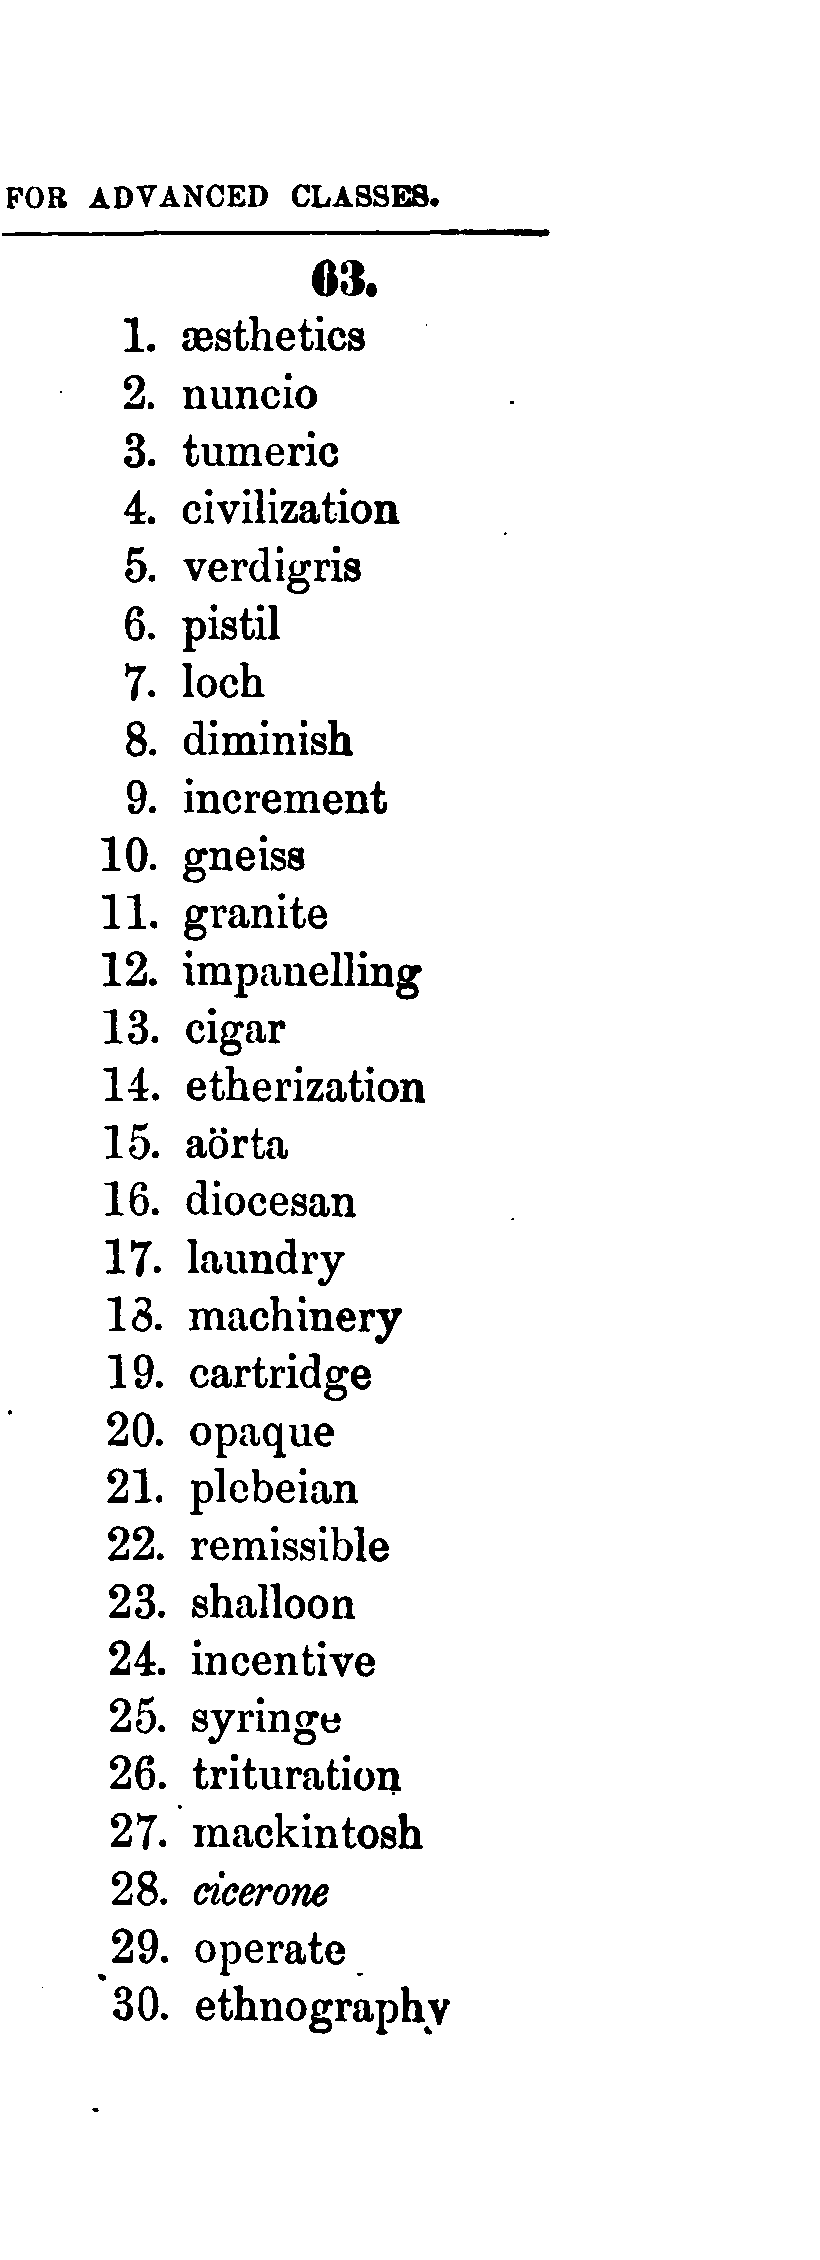 FOR ADVANCED CLASSES.
63.
1. æsthetics
2. nuncio
3. tumeric
4. civilization
5. verdigris
6. pistil
7. loch
8. diminish
9. increment
10. gneiss
11. granite
12. impanelling
13. cigar
14. etherization
15. aörta
16. diocesan
17. laundry
18. machinery
19. cartridge
20. opaque
21. plebeian
22. remissible
23. shalloon
24. incentive
25. syringe
26. trituration
27. mackintosh
28. cicerone
29. operate
30. ethnography